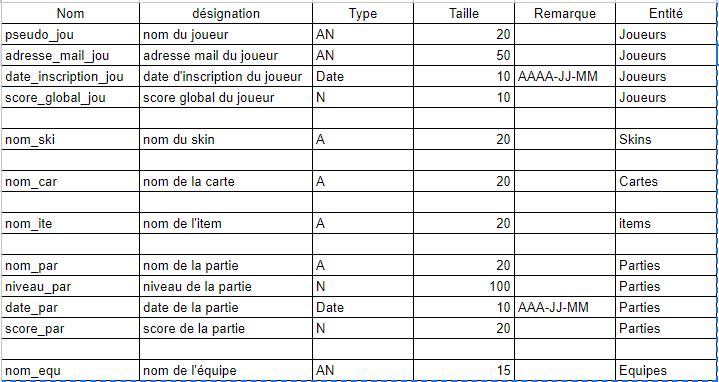 Nom désignation Type Taille Remarque Entité
pseudo_jou nom du joueur AN 20 Joueurs
adresse_mail_jou adresse mail du joueur AN 50 Joueurs
date_inscription_jou date d'inscription du joueur Date 10 AAAA-JJ-MM Joueurs
score_global_jou score global du joueur N 10 Joueurs
nom_ski nom du skin A 20 Skins
nom_car nom de la carte A 20 Cartes
nom_ite nom de l'item A 20 items
nom_par nom de la partie A 20 Parties
niveau_par niveau de la partie N 100 Parties
date_par date de la partie Date 10 AAA-JJ-MM Parties
score_par score de la partie N 20 Parties
nom_equ nom de l'équipe AN 15 Equipes